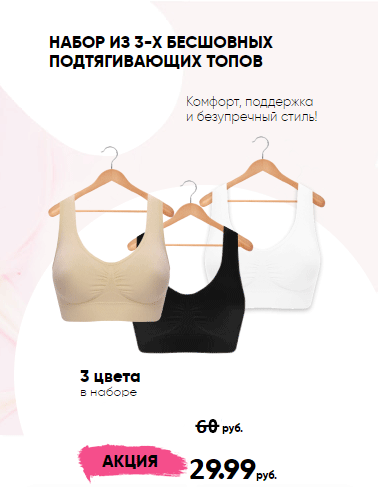 НАБОР ИЗ 3-Х БЕСШОВНЫХ
ПОДТЯГИВАЮЩИХ ТОПОВ
Комфорт, поддержка
и безупречный стиль!
3 цвета
в наборе
60 руб.
АКЦИЯ
29.99 руб.